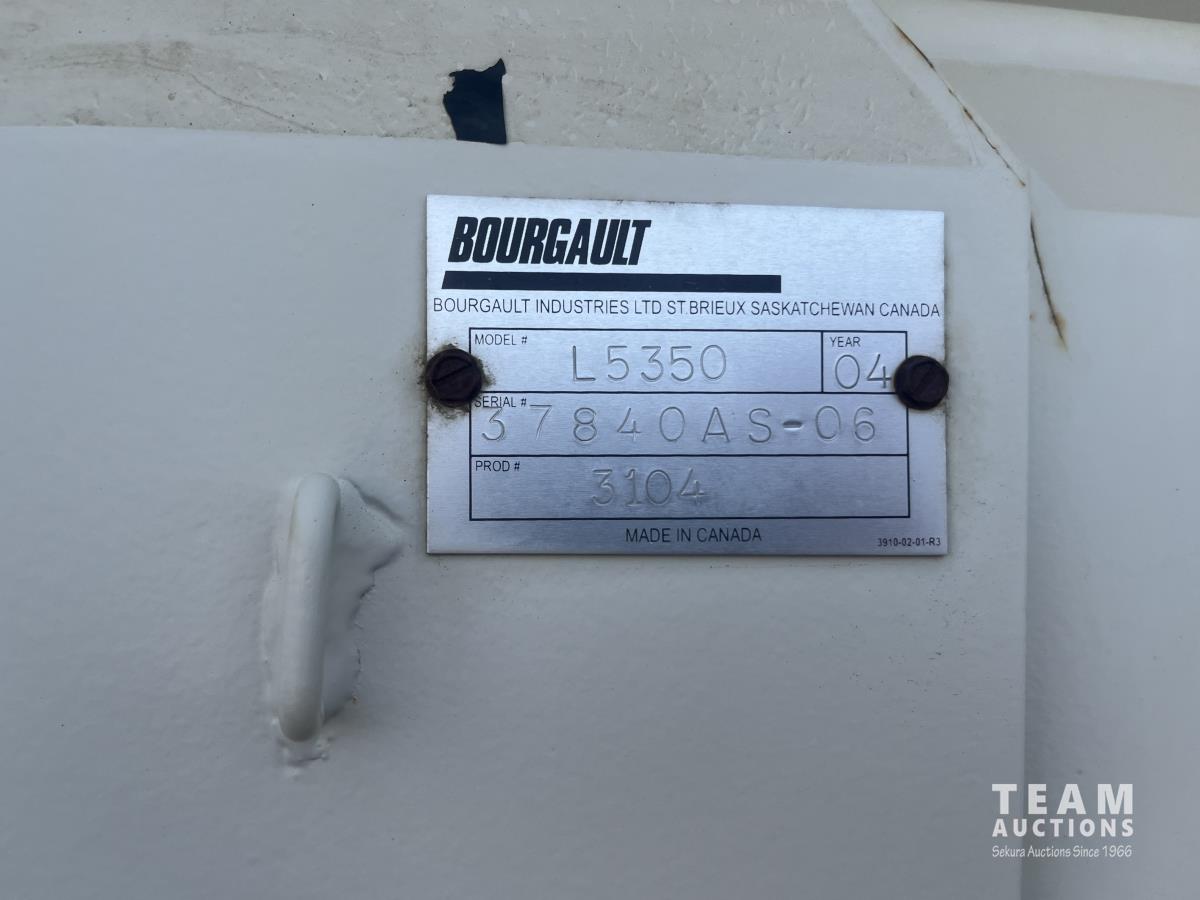 BOURGAULT
BOURGAULT INDUSTRIES LTD ST.BRIEUX SASKATCHEWAN CANADA
MODEL # L5350 YEAR 04
SERIAL # 37840AS-06
PROD # 3104
MADE IN CANADA 3910-02-01-R3
TEAM
AUCTIONS
Sekura Auctions Since 1966